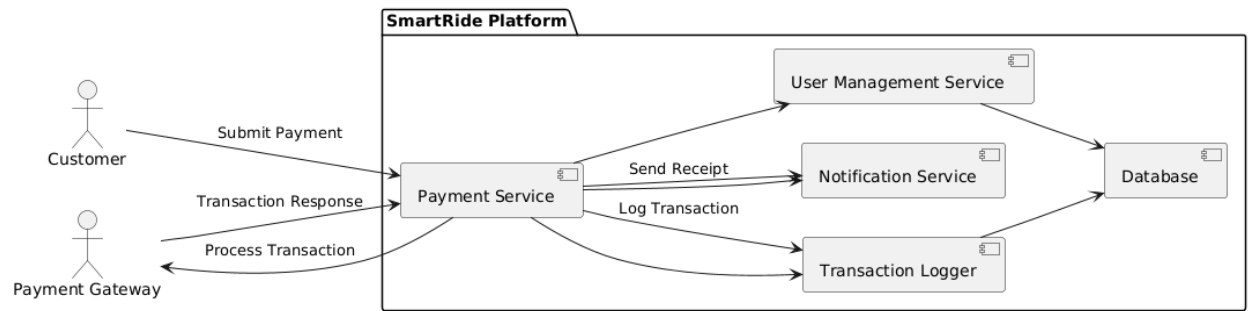 SmartRide Platform
User Management Service
Customer
Submit Payment
Payment Service
Send Receipt
Notification Service
Database
Payment Gateway
Transaction Response
Process Transaction
Log Transaction
Transaction Logger